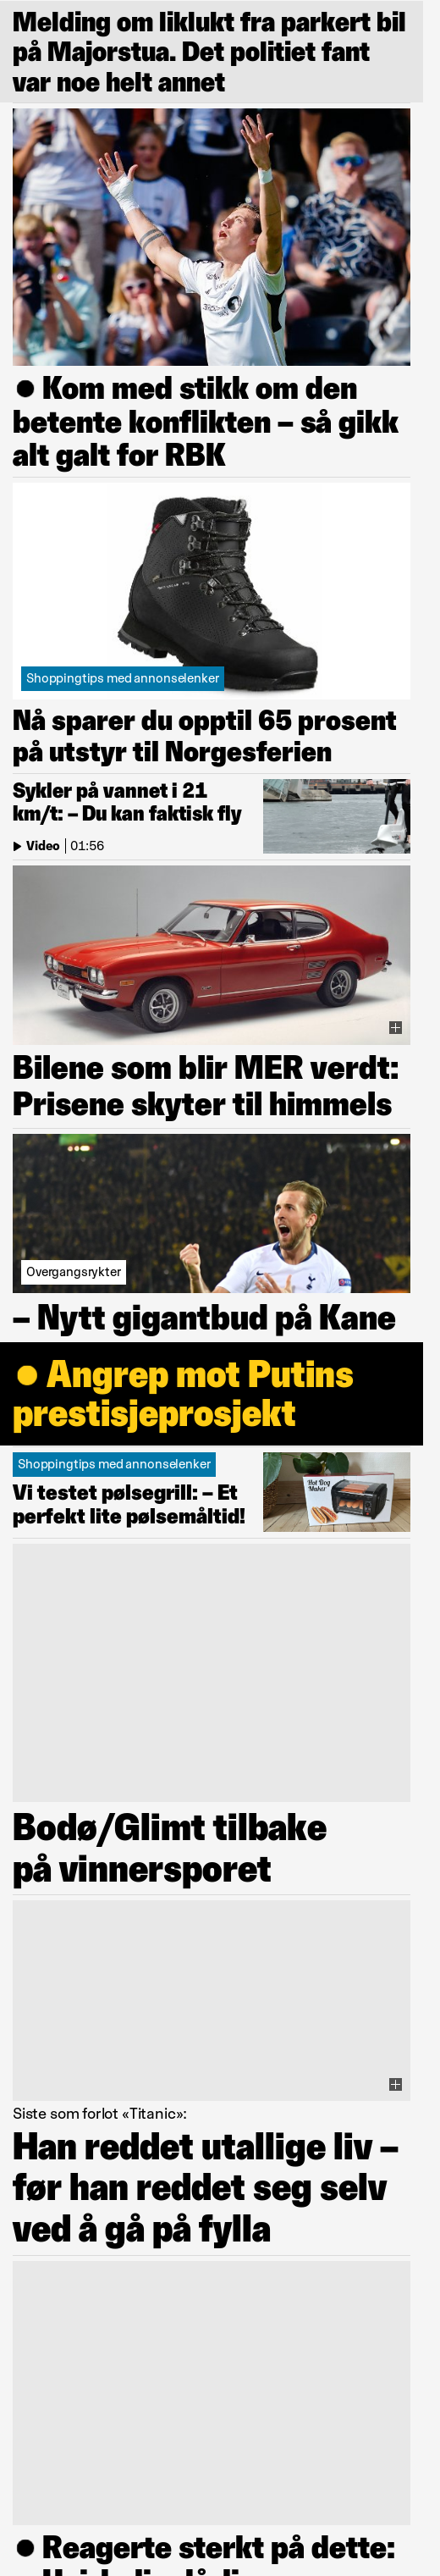 Melding om liklukt fra parkert bil
på Majorstua. Det politiet fant
var noe helt annet
● Kom med stikk om den
betente konflikten – så gikk
alt galt for RBK
Shoppingtips med annonselenker
Nå sparer du opptil 65 prosent
på utstyr til Norgesferien
Sykler på vannet i 21
km/t: – Du kan faktisk fly
Video | 01:56
Bilene som blir MER verdt:
Prisene skyter til himmels
Overgangsrykter
– Nytt gigantbud på Kane
● Angrep mot Putins
prestisjeprosjekt
Shoppingtips med annonselenker
Vi testet pølsegrill: – Et
perfekt lite pølsemåltid!
Hot Dog
Maker
Bodø/Glimt tilbake
på vinnersporet
Siste som forlot «Titanic»:
Han reddet utallige liv –
før han reddet seg selv
ved å gå på fylla
● Reagerte sterkt på dette: